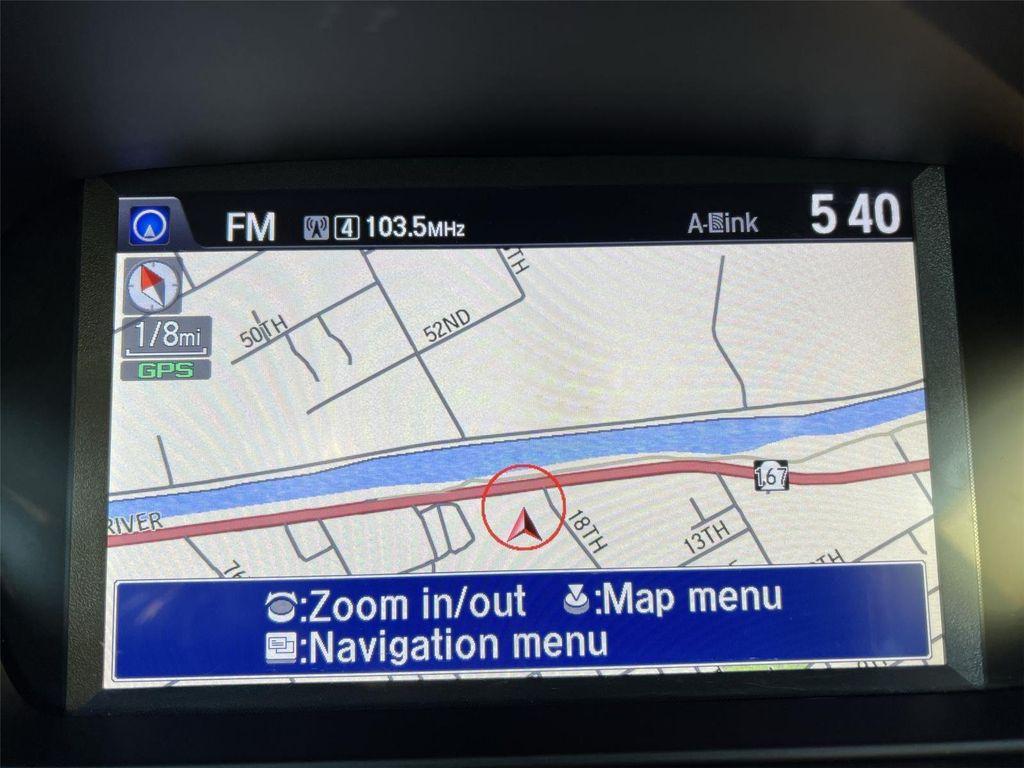 FM 4 103.5MHz A-Link 5 40
1/8mi
GPS
50TH
52ND
TH
167
RIVER
18TH
13TH
TH
:Zoom in/out :Map menu
:Navigation menu